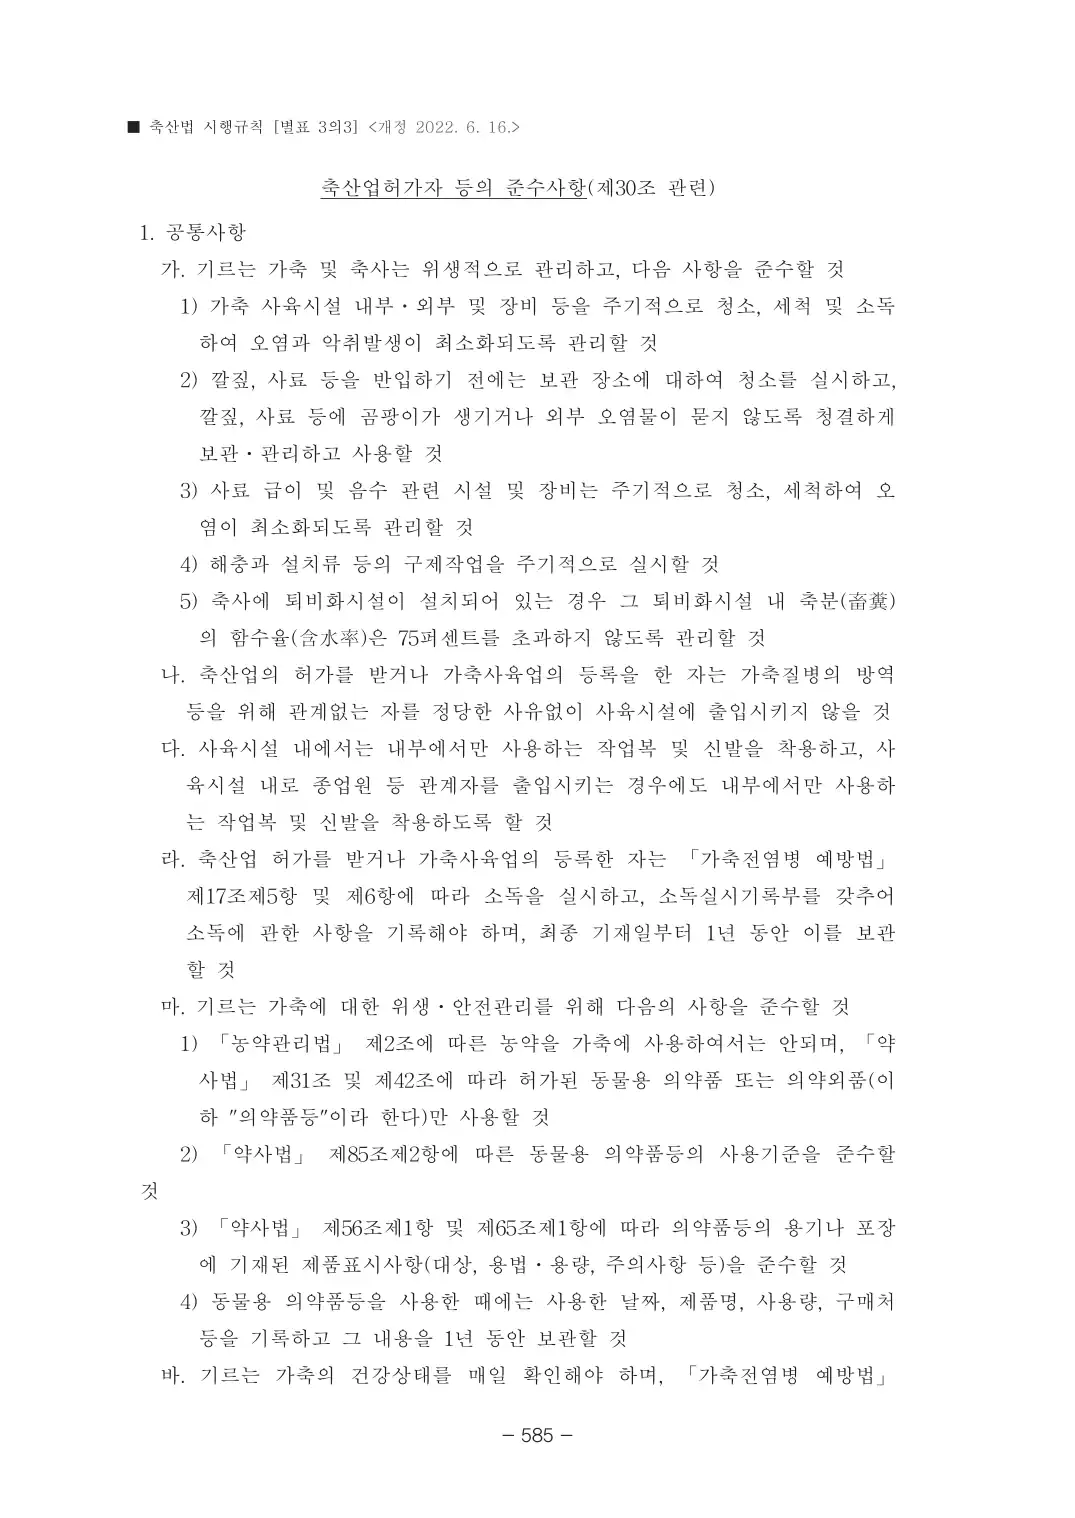 ■ 축산법 시행규칙 [별표 3의3] <개정 2022. 6. 16.>
축산업허가자 등의 준수사항(제30조 관련)
1. 공통사항
가. 기르는 가축 및 축사는 위생적으로 관리하고, 다음 사항을 준수할 것
1) 가축 사육시설 내부·외부 및 장비 등을 주기적으로 청소, 세척 및 소독
하여 오염과 악취발생이 최소화되도록 관리할 것
2) 깔짚, 사료 등을 반입하기 전에는 보관 장소에 대하여 청소를 실시하고,
깔짚, 사료 등에 곰팡이가 생기거나 외부 오염물이 묻지 않도록 청결하게
보관·관리하고 사용할 것
3) 사료 급이 및 음수 관련 시설 및 장비는 주기적으로 청소, 세척하여 오
염이 최소화되도록 관리할 것
4) 해충과 설치류 등의 구제작업을 주기적으로 실시할 것
5) 축사에 퇴비화시설이 설치되어 있는 경우 그 퇴비화시설 내 축분(畜糞)
의 함수율(含水率)은 75퍼센트를 초과하지 않도록 관리할 것
나. 축산업의 허가를 받거나 가축사육업의 등록을 한 자는 가축질병의 방역
등을 위해 관계없는 자를 정당한 사유없이 사육시설에 출입시키지 않을 것
다. 사육시설 내에서는 내부에서만 사용하는 작업복 및 신발을 착용하고, 사
육시설 내로 종업원 등 관계자를 출입시키는 경우에도 내부에서만 사용하
는 작업복 및 신발을 착용하도록 할 것
라. 축산업 허가를 받거나 가축사육업의 등록한 자는 「가축전염병 예방법」
제17조제5항 및 제6항에 따라 소독을 실시하고, 소독실시기록부를 갖추어
소독에 관한 사항을 기록해야 하며, 최종 기재일부터 1년 동안 이를 보관
할 것
마. 기르는 가축에 대한 위생·안전관리를 위해 다음의 사항을 준수할 것
1) 「농약관리법」 제2조에 따른 농약을 가축에 사용하여서는 안되며, 「약
사법」 제31조 및 제42조에 따라 허가된 동물용 의약품 또는 의약외품(이
하 "의약품등"이라 한다)만 사용할 것
2) 「약사법」 제85조제2항에 따른 동물용 의약품등의 사용기준을 준수할
것
3) 「약사법」 제56조제1항 및 제65조제1항에 따라 의약품등의 용기나 포장
에 기재된 제품표시사항(대상, 용법·용량, 주의사항 등)을 준수할 것
4) 동물용 의약품등을 사용한 때에는 사용한 날짜, 제품명, 사용량, 구매처
등을 기록하고 그 내용을 1년 동안 보관할 것
바. 기르는 가축의 건강상태를 매일 확인해야 하며, 「가축전염병 예방법」
- 585 -